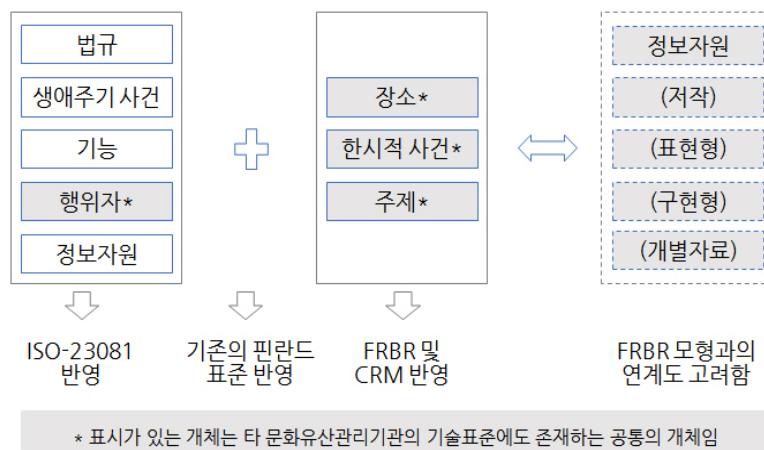 법규
생애주기 사건
기능
행위자*
정보자원
장소*
한시적 사건*
주제*
정보자원
(저작)
(표현형)
(구현형)
(개별자료)
ISO-23081
반영
기존의 핀란드
표준 반영
FRBR 및
CRM 반영
FRBR 모형과의
연계도 고려함
* 표시가 있는 개체는 타 문화유산관리기관의 기술표준에도 존재하는 공통의 개체임